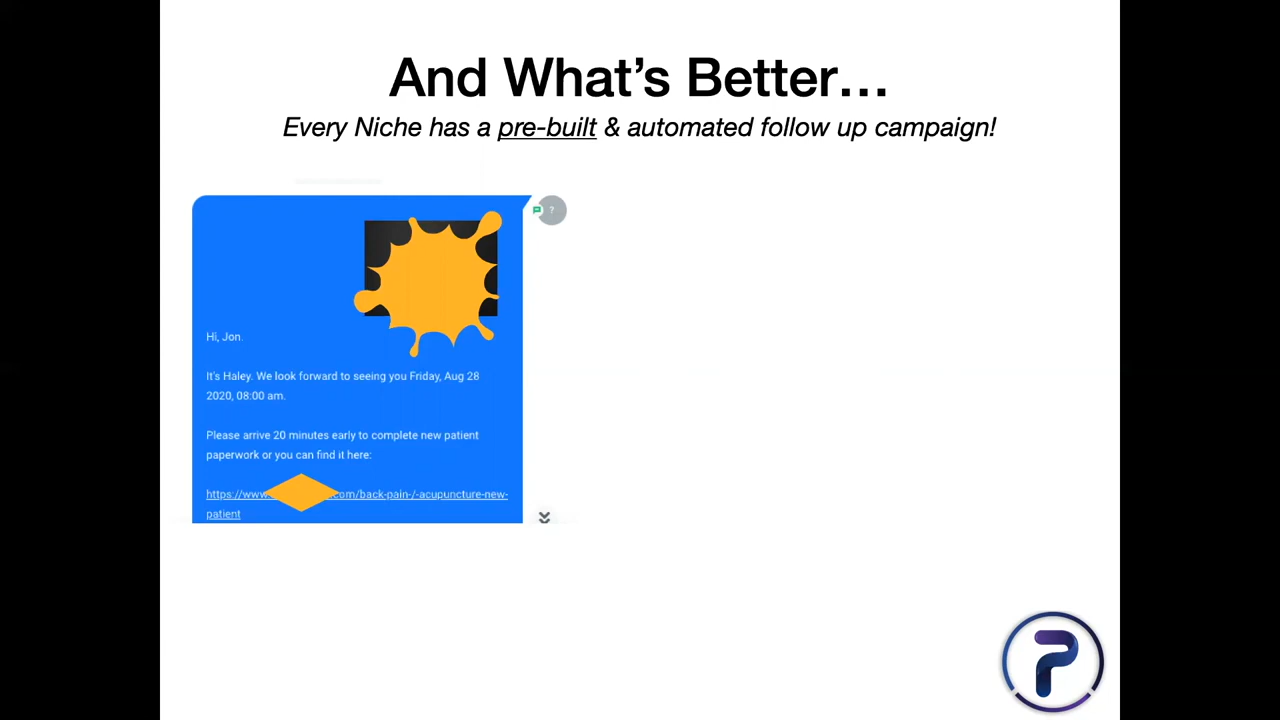 And What’s Better…
Every Niche has a pre-built & automated follow up campaign!
?
Hi, Jon.
It's Haley. We look forward to seeing you Friday, Aug 28
2020, 08:00 am.
Please arrive 20 minutes early to complete new patient
paperwork or you can find it here:
https://www. com/back-pain-/-acupuncture-new-
patient
P